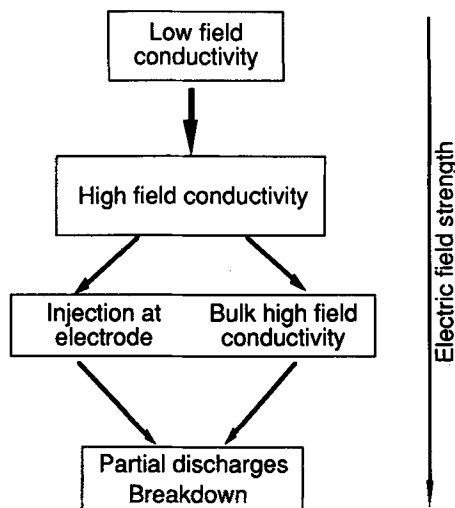 Low field
conductivity
High field conductivity
Injection at
electrode
Bulk high field
conductivity
Partial discharges
Breakdown
Electric field strength